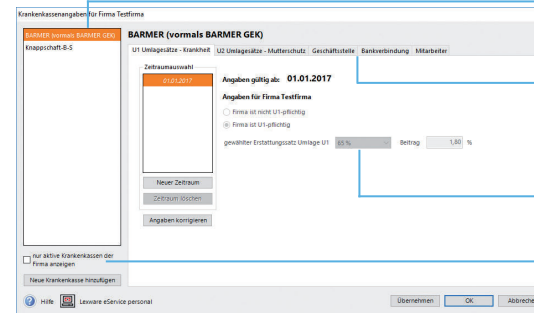 Krankenkassenangaben für Firma Testfirma
BARMER (vormals BARMER GEK)
Knappschaft-B-S
BARMER (vormals BARMER GEK)
U1 Umlagesätze - Krankheit U2 Umlagesätze - Mutterschutz Geschäftsstelle Bankverbindung Mitarbeiter
Zeitraumauswahl
01.01.2017
Angaben gültig ab: 01.01.2017
Angaben für Firma Testfirma
Firma ist nicht U1-pflichtig
Firma ist U1-pflichtig
gewählter Erstattungssatz Umlage U1 65 % Beitrag 1,80 %
Neuer Zeitraum
Zeitraum löschen
Angaben korrigieren
nur aktive Krankenkassen der
Firma anzeigen
Neue Krankenkasse hinzufügen
Hilfe Lexware eService personal
Übernehmen OK Abbreche